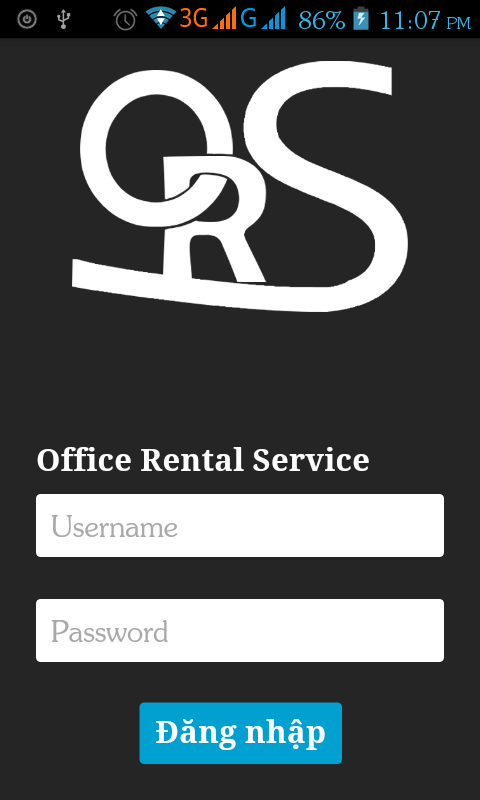 3G G 86% 11:07 PM
ORS
Office Rental Service
Username
Password
Đăng nhập